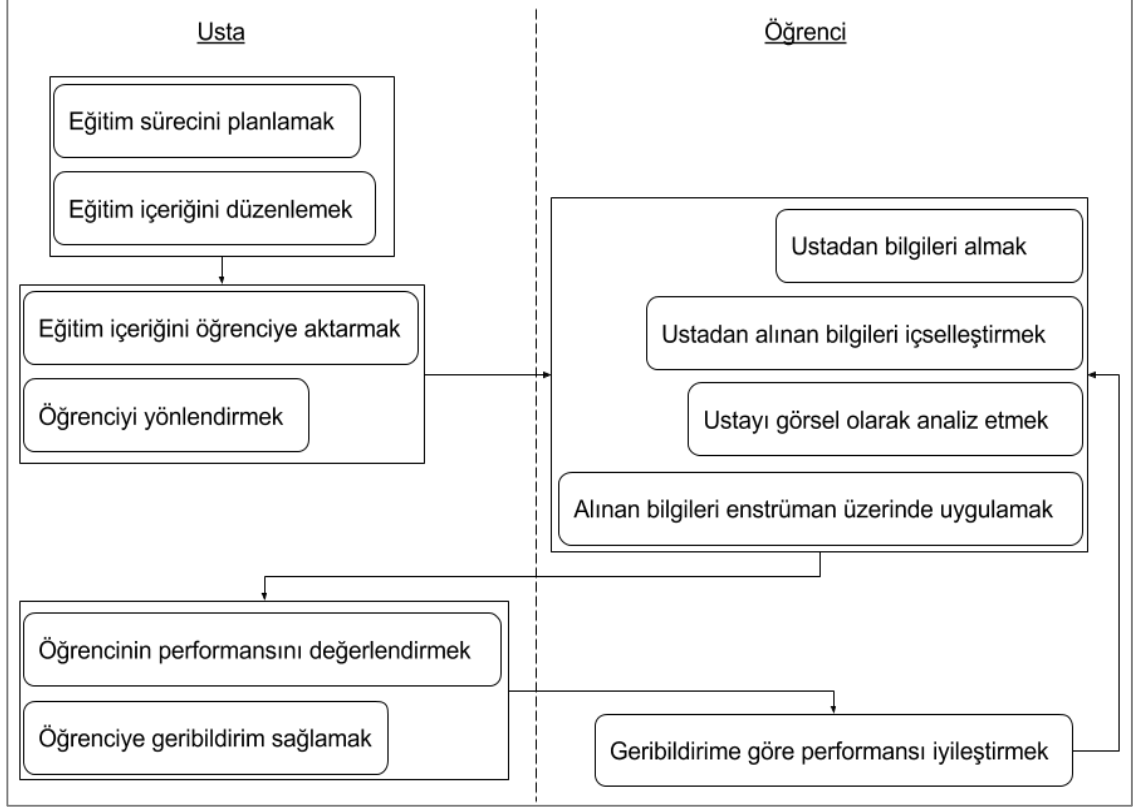 Usta
Öğrenci
Eğitim sürecini planlamak
Eğitim içeriğini düzenlemek
Eğitim içeriğini öğrenciye aktarmak
Öğrenciyi yönlendirmek
Ustadan bilgileri almak
Ustadan alınan bilgileri içselleştirmek
Ustayı görsel olarak analiz etmek
Alınan bilgileri enstrüman üzerinde uygulamak
Öğrencinin performansını değerlendirmek
Öğrenciye geribildirim sağlamak
Geribildirime göre performansı iyileştirmek